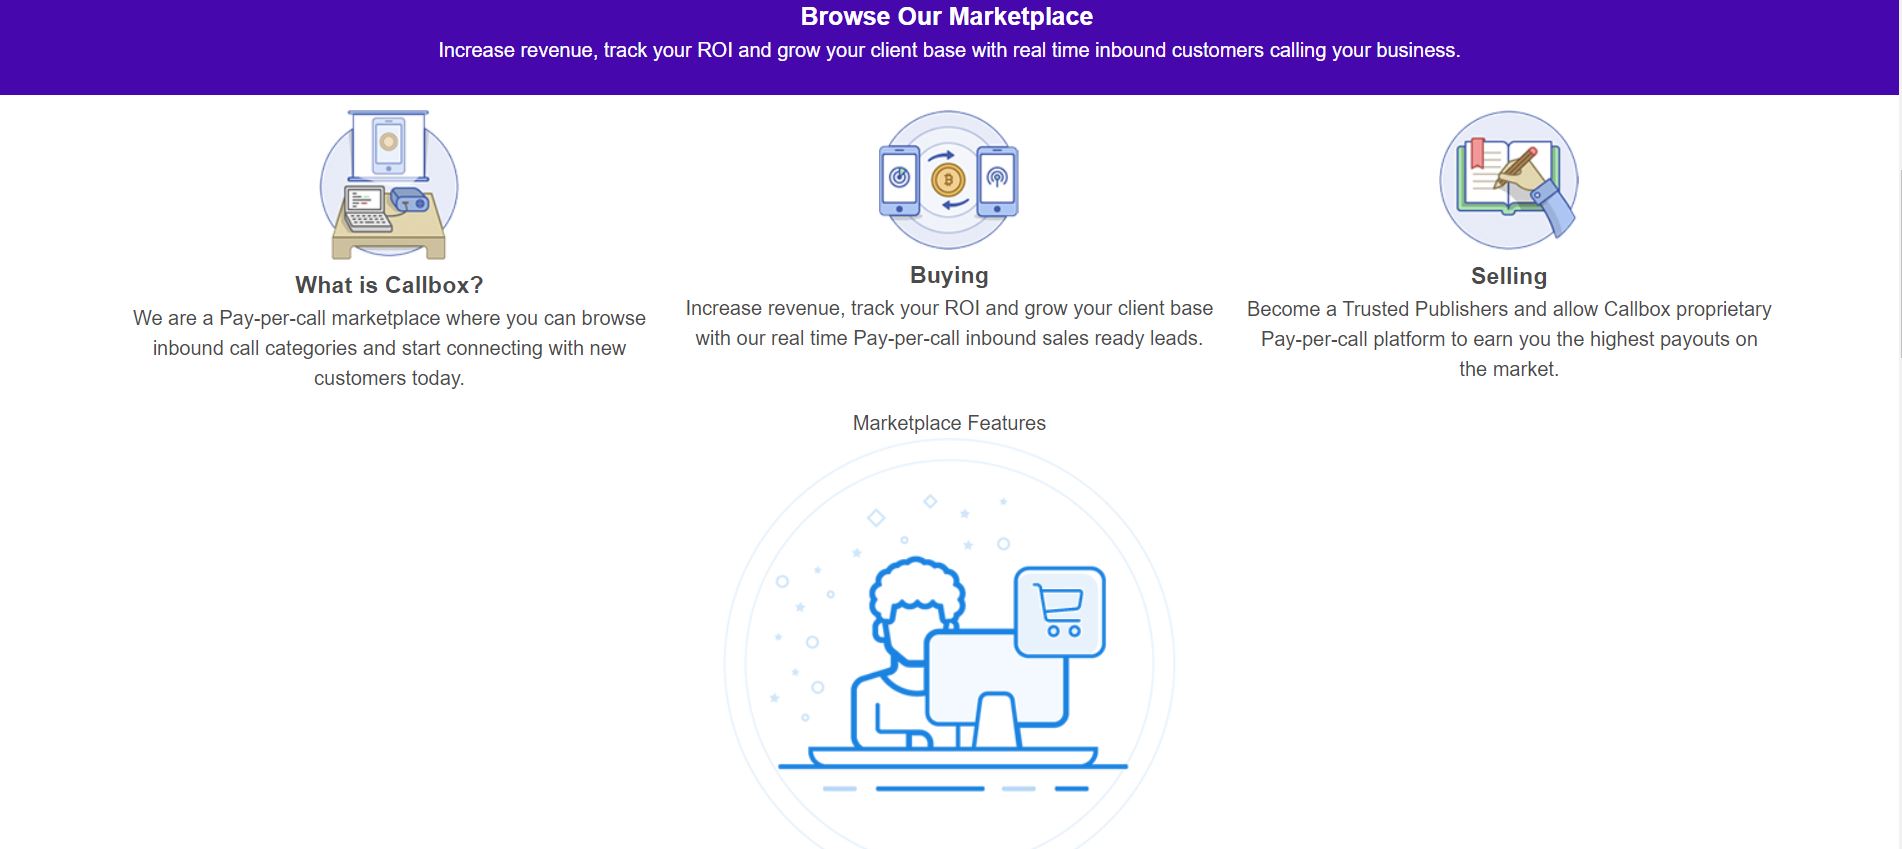 Browse Our Marketplace
Increase revenue, track your ROI and grow your client base with real time inbound customers calling your business.
What is Callbox?
We are a Pay-per-call marketplace where you can browse
inbound call categories and start connecting with new
customers today.
Buying
Increase revenue, track your ROI and grow your client base
with our real time Pay-per-call inbound sales ready leads.
Selling
Become a Trusted Publishers and allow Callbox proprietary
Pay-per-call platform to earn you the highest payouts on
the market.
Marketplace Features